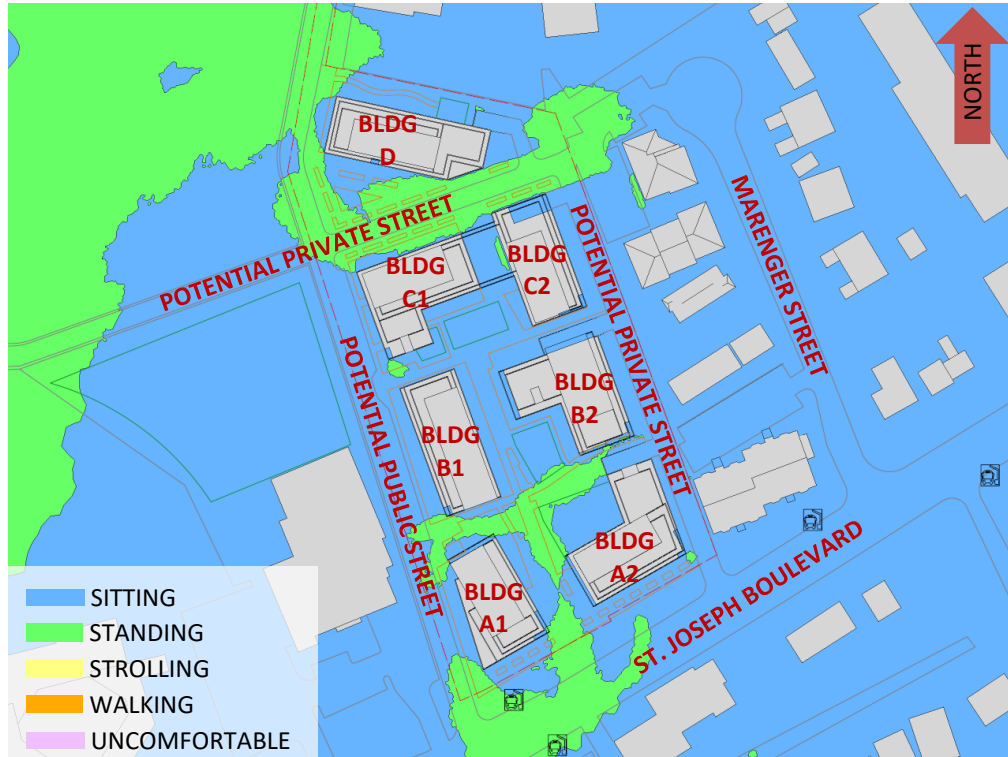 NORTH
BLDG
D
POTENTIAL PRIVATE STREET
BLDG
C1
BLDG
C2
POTENTIAL PRIVATE STREET
MARENGER STREET
POTENTIAL PUBLIC STREET
BLDG
B1
BLDG
B2
BLDG
A1
BLDG
A2
ST. JOSEPH BOULEVARD
SITTING
STANDING
STROLLING
WALKING
UNCOMFORTABLE